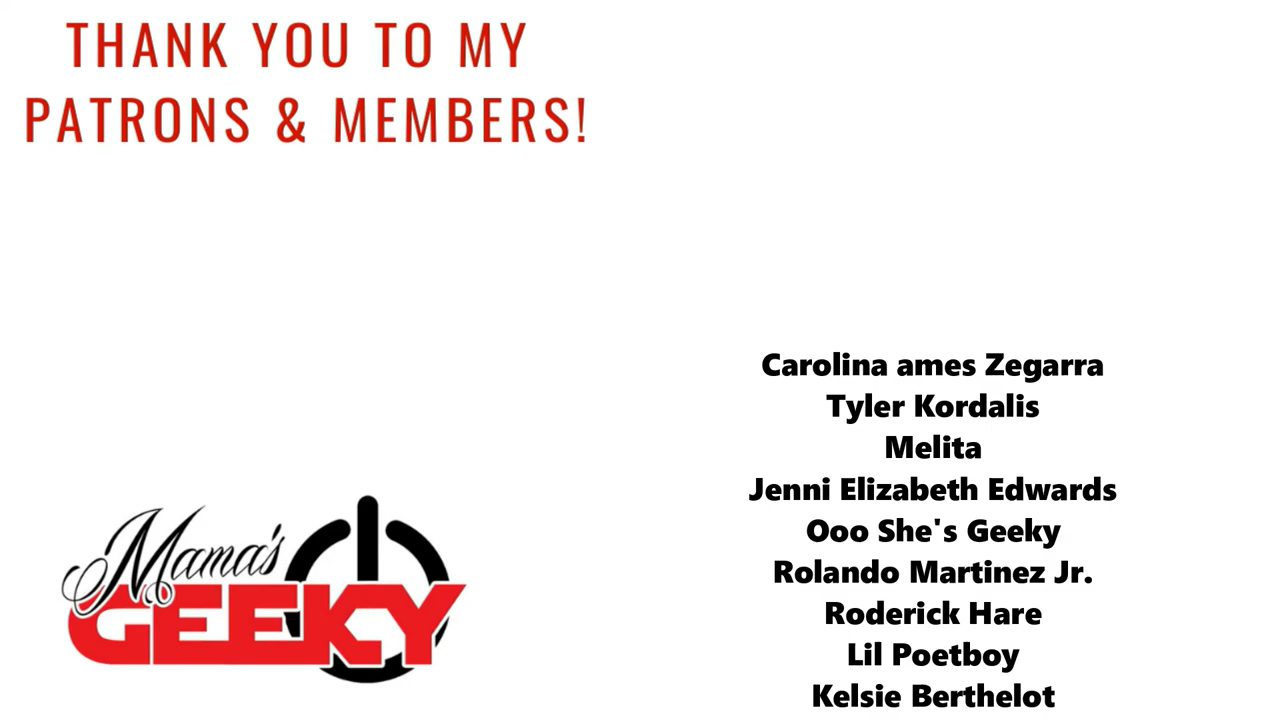 THANK YOU TO MY
PATRONS & MEMBERS!
Carolina ames Zegarra
Tyler Kordalis
Melita
Jenni Elizabeth Edwards
Ooo She's Geeky
Rolando Martinez Jr.
Roderick Hare
Lil Poetboy
Kelsie Berthelot
Mama's
GEEKY